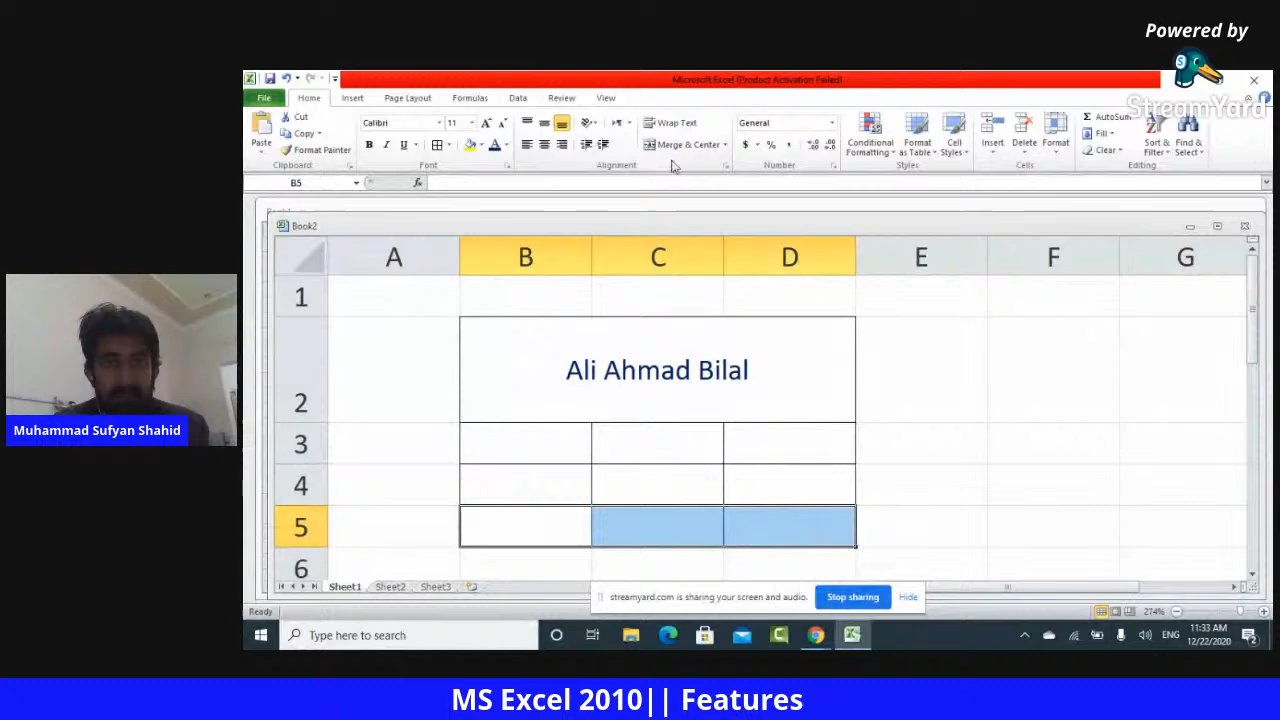 Powered by
StreamYard
Microsoft Excel (Product Activation Failed)
File Home Insert Page Layout Formulas Data Review View
Paste Cut Copy Format Painter Clipboard
Calibri 11 B I U Font
Wrap Text Merge & Center Alignment
General $ % , Number
Conditional Formatting Format as Table Cell Styles Styles
Insert Delete Format Cells
Σ AutoSum Fill Clear Sort & Filter Find & Select Editing
B5 fx
Book2
A B C D E F G
1
2 Ali Ahmad Bilal
3
4
5
6
Muhammad Sufyan Shahid
Sheet1 Sheet2 Sheet3
streamyard.com is sharing your screen and audio. Stop sharing Hide
Ready 274%
Type here to search ENG 11:33 AM
12/22/2020 2
MS Excel 2010|| Features